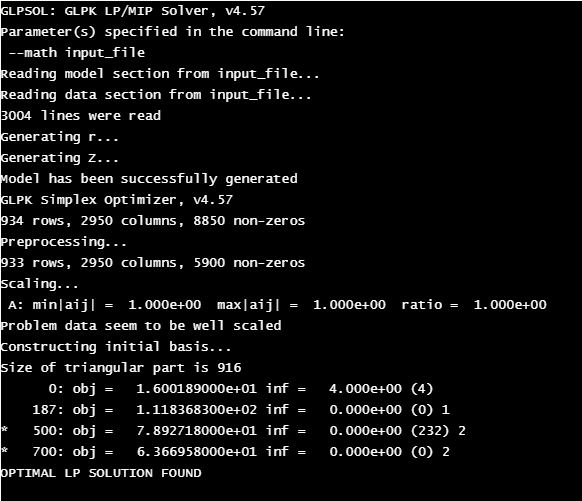 GLPSOL: GLPK LP/MIP Solver, v4.57
Parameter(s) specified in the command line:
 --math input_file
Reading model section from input_file...
Reading data section from input_file...
3004 lines were read
Generating r...
Generating Z...
Model has been successfully generated
GLPK Simplex Optimizer, v4.57
934 rows, 2950 columns, 8850 non-zeros
Preprocessing...
933 rows, 2950 columns, 5900 non-zeros
Scaling...
 A: min|aij| =  1.000e+00  max|aij| =  1.000e+00  ratio =  1.000e+00
Problem data seem to be well scaled
Constructing initial basis...
Size of triangular part is 916
      0: obj =   1.600189000e+01 inf =   4.000e+00 (4)
    187: obj =   1.118368300e+02 inf =   0.000e+00 (0) 1
*   500: obj =   7.892718000e+01 inf =   0.000e+00 (232) 2
*   700: obj =   6.366958000e+01 inf =   0.000e+00 (0) 2
OPTIMAL LP SOLUTION FOUND